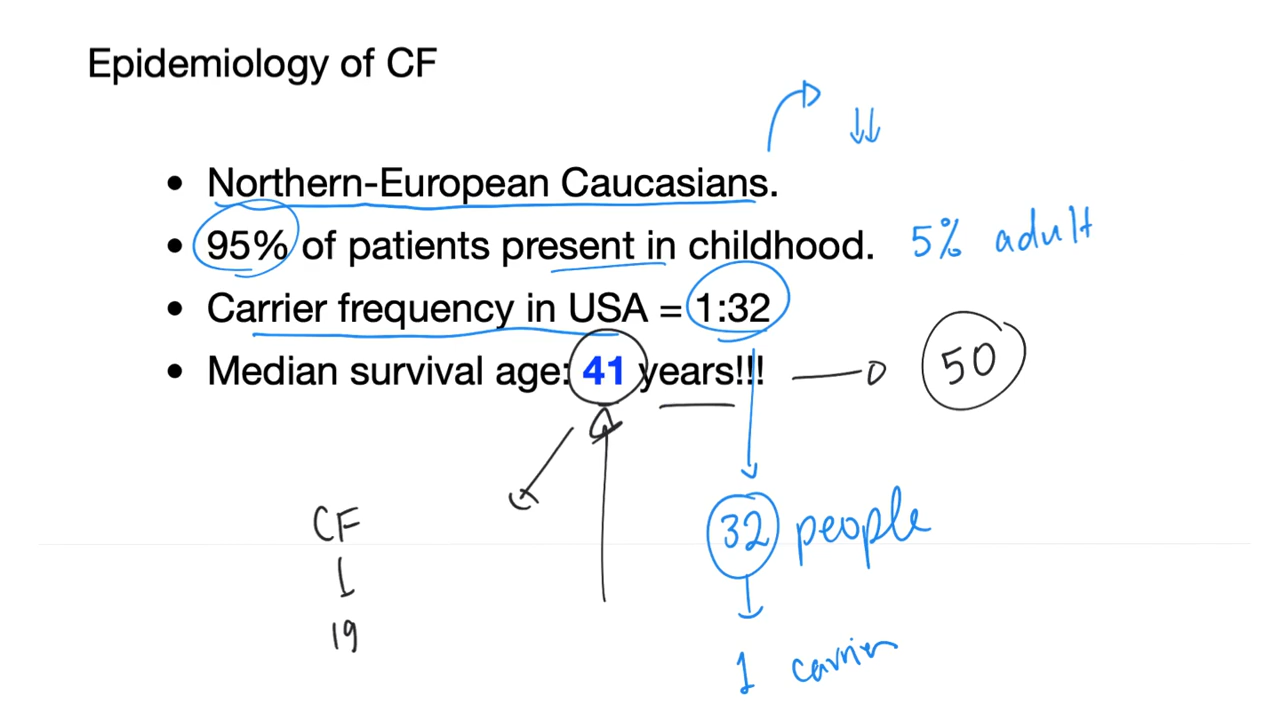 Epidemiology of CF
• Northern-European Caucasians.
• 95% of patients present in childhood. 5% adult
• Carrier frequency in USA = 1:32
• Median survival age: 41 years!!! 50
32 people
CF
19
1 carrier